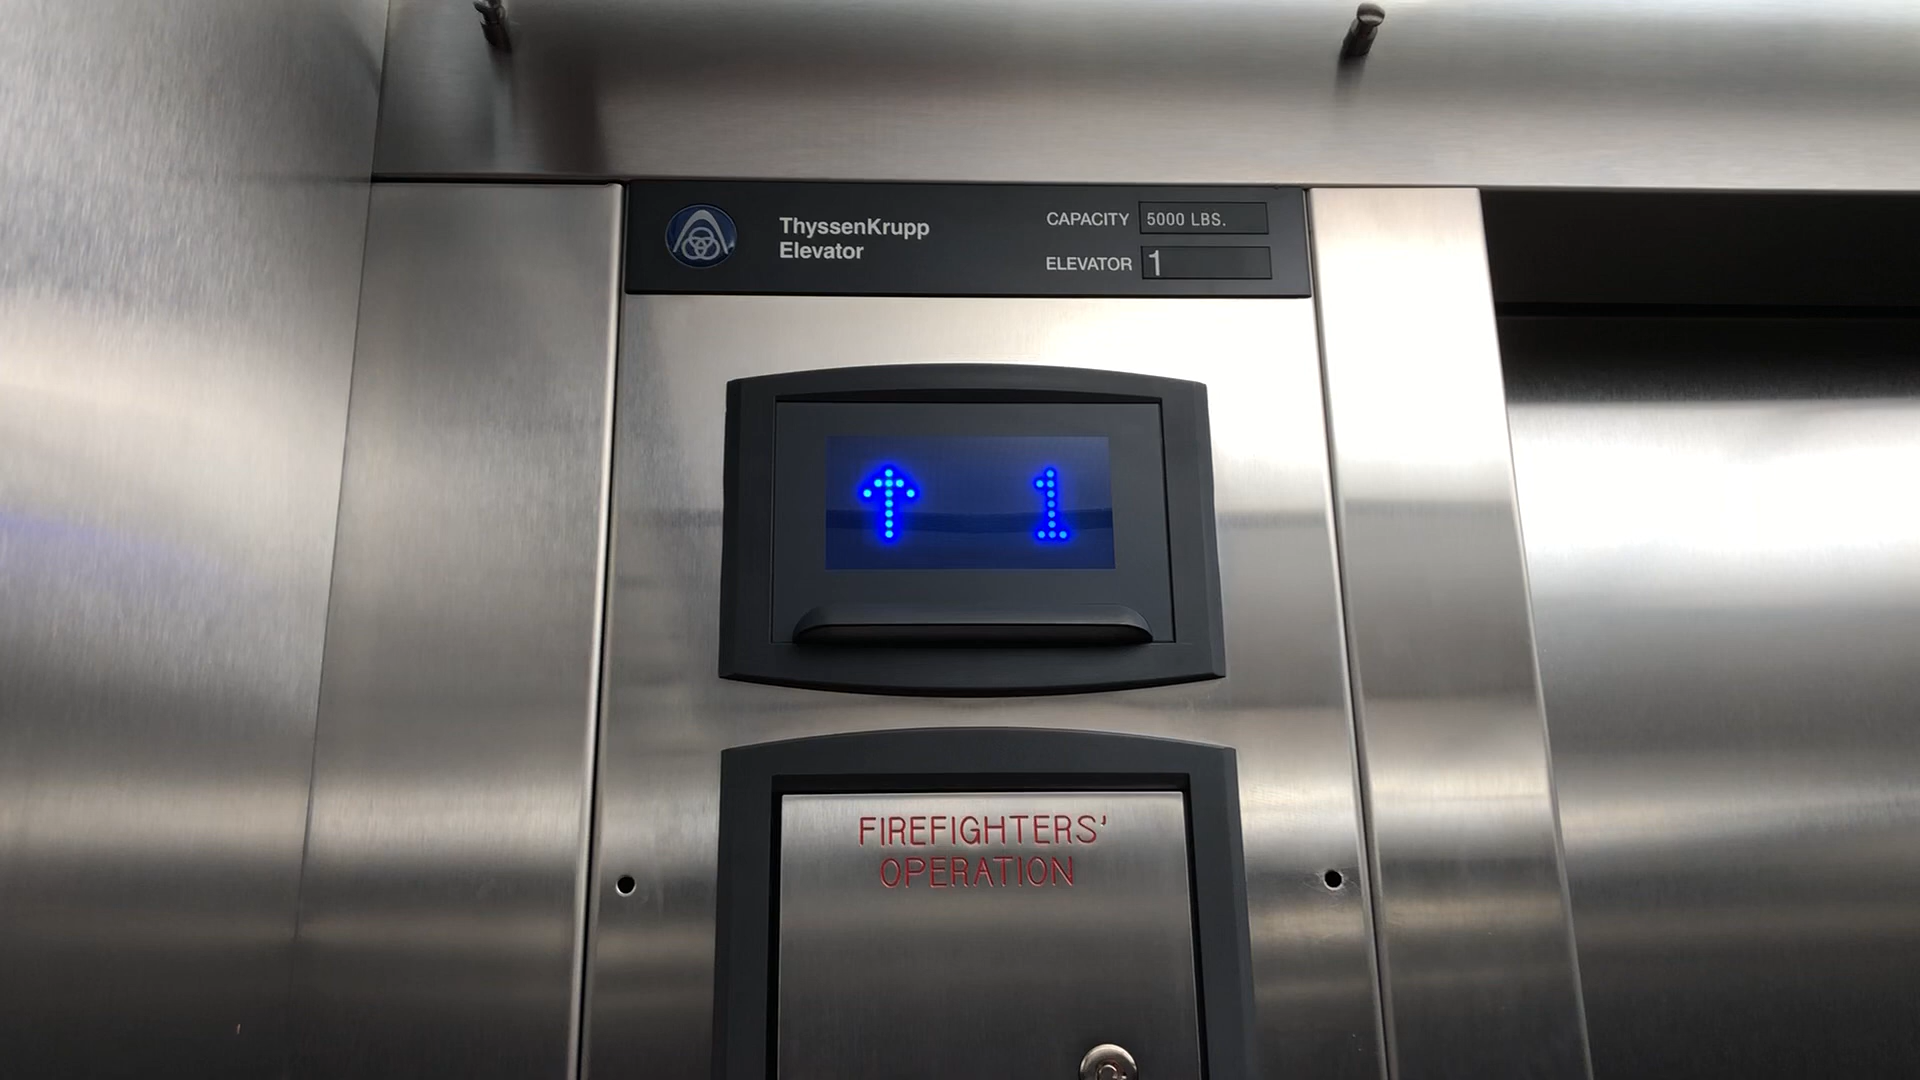 ThyssenKrupp
Elevator
CAPACITY 5000 LBS.
ELEVATOR 1
↑ 1
FIREFIGHTERS'
OPERATION